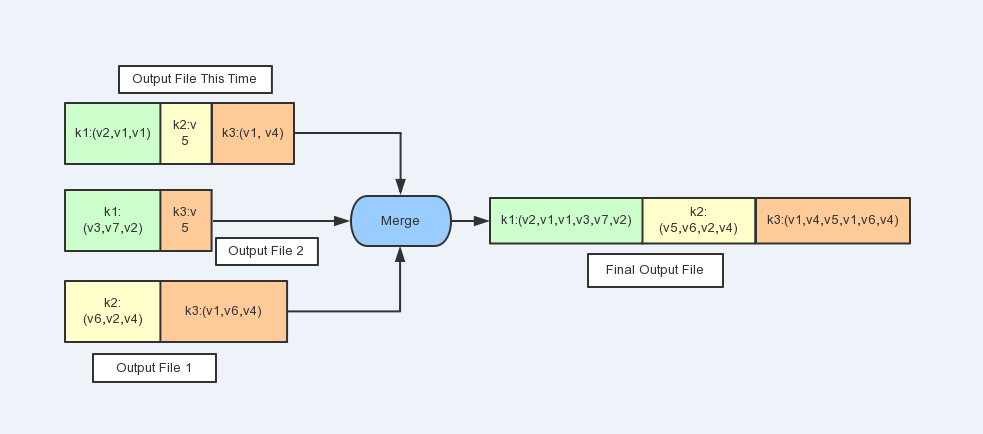 Output File This Time
k1:(v2,v1,v1)
k2:v
5
k3:(v1, v4)
k1:
(v3,v7,v2)
k3:v
5
Output File 2
k2:
(v6,v2,v4)
k3:(v1,v6,v4)
Output File 1
Merge
k1:(v2,v1,v1,v3,v7,v2)
k2:
(v5,v6,v2,v4)
k3:(v1,v4,v5,v1,v6,v4)
Final Output File